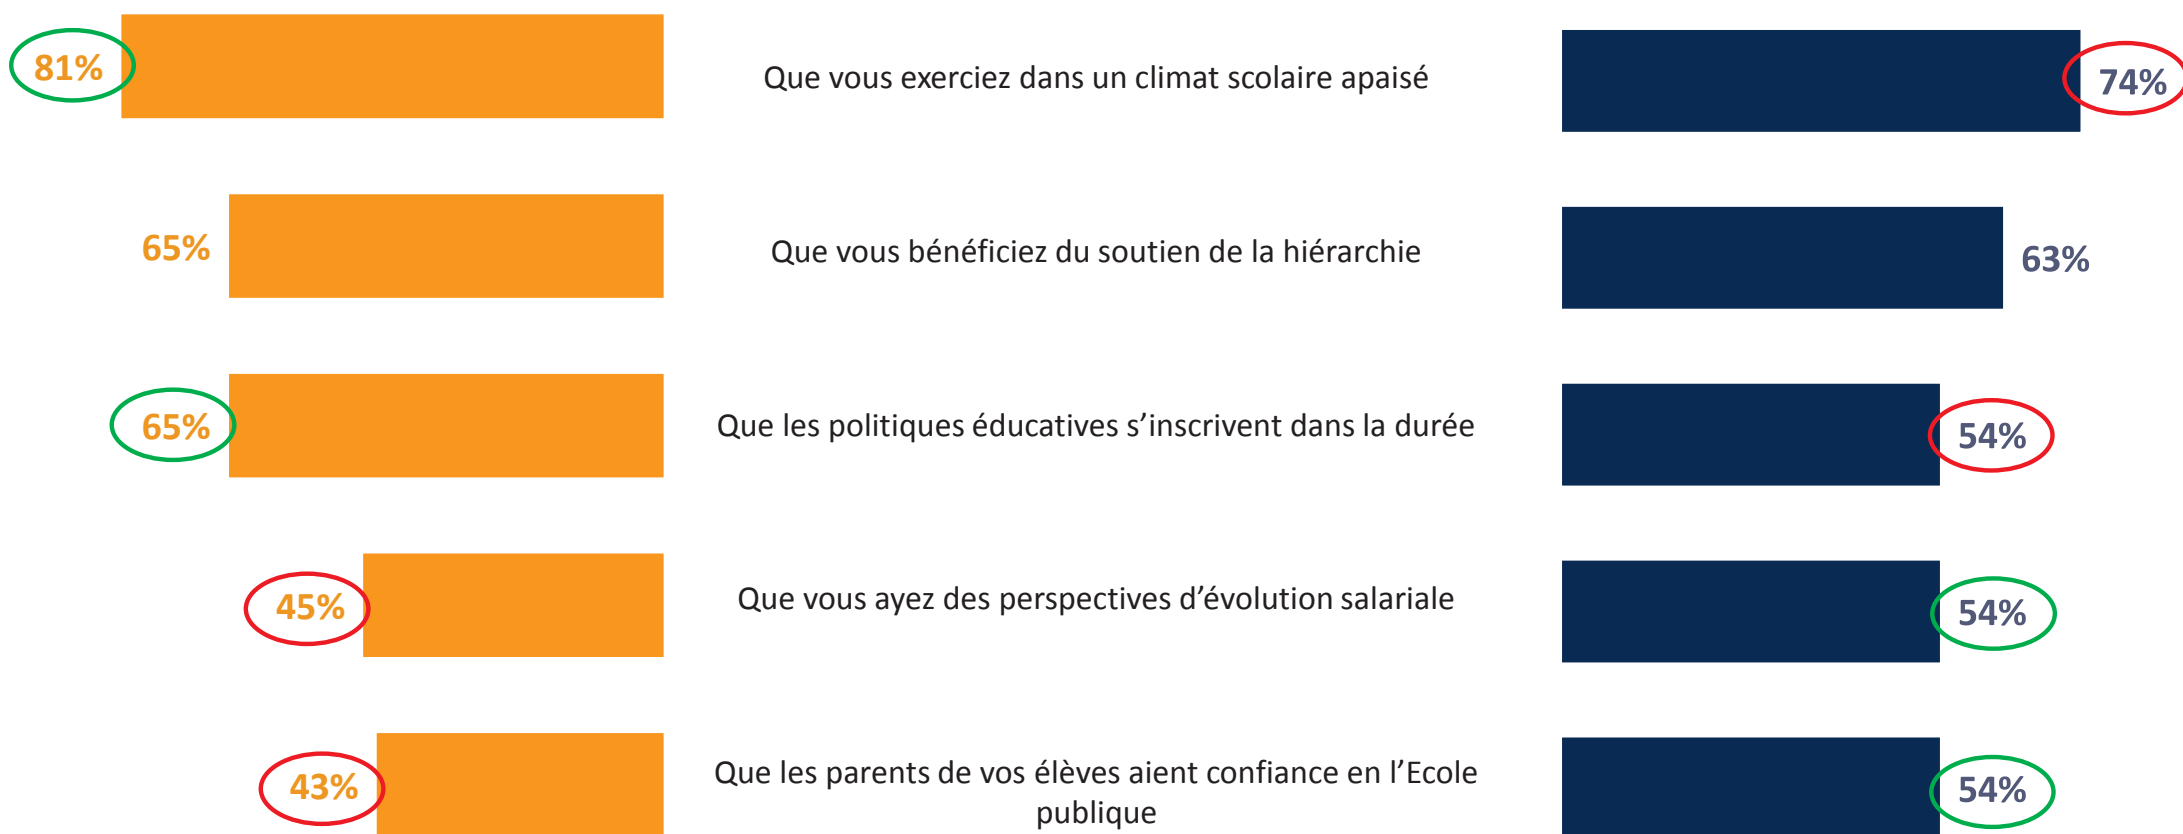 81%
Que vous exerciez dans un climat scolaire apaisé
74%
65%
Que vous bénéficiez du soutien de la hiérarchie
63%
65%
Que les politiques éducatives s’inscrivent dans la durée
54%
45%
Que vous ayez des perspectives d’évolution salariale
54%
43%
Que les parents de vos élèves aient confiance en l’Ecole
publique
54%